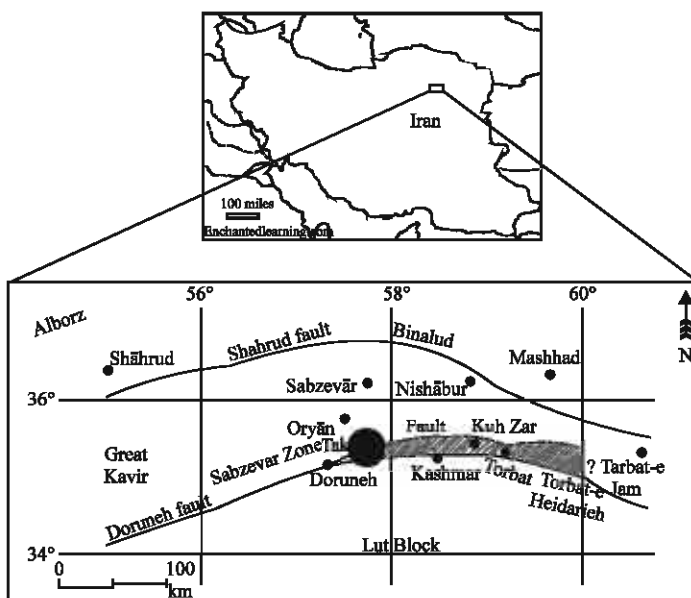 Iran
100 miles
Enchantedlearning.com
56°
58°
60°
Alborz
Shahrud fault
Binalud
N
Shāhrud
Mashhad
Sabzevār
Nishābur
36°
Oryān
Fault
Kuh Zar
Great
Kavir
Sabzevar Zone
Doruneh
Kashmar
Torbat
Torbat-e
Heidarieh
? Tarbat-e
Jam
Doruneh fault
34°
Lut Block
0 100
km